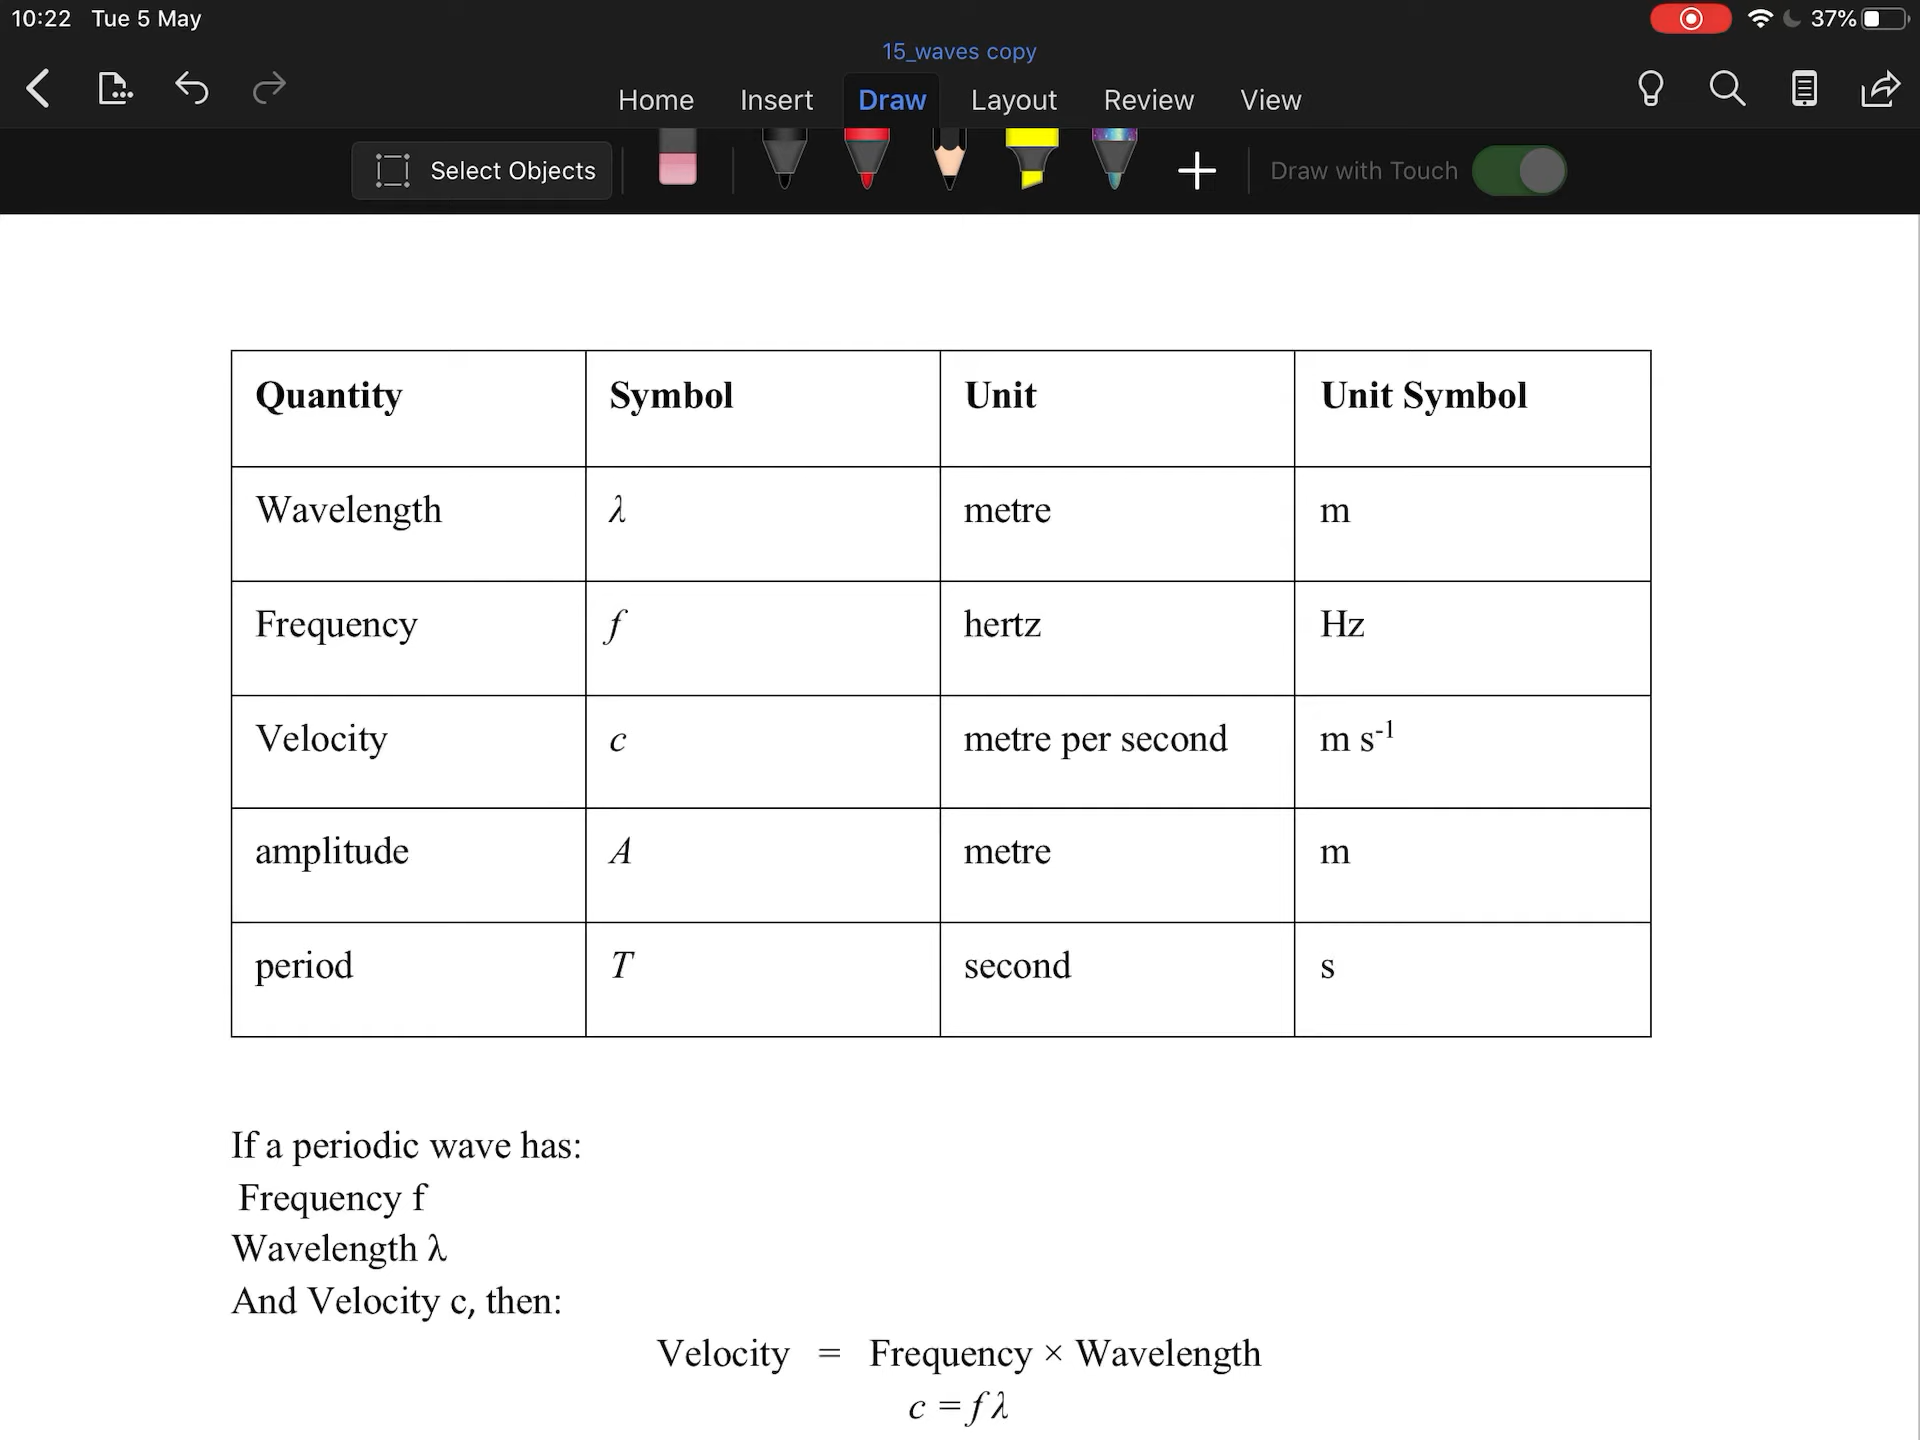 10:22 Tue 5 May 37%
15_waves copy
Home Insert Draw Layout Review View
Select Objects Draw with Touch
Quantity Symbol Unit Unit Symbol
Wavelength λ metre m
Frequency f hertz Hz
Velocity c metre per second m s⁻¹
amplitude A metre m
period T second s
If a periodic wave has:
Frequency f
Wavelength λ
And Velocity c, then:
Velocity = Frequency × Wavelength
c = f λ